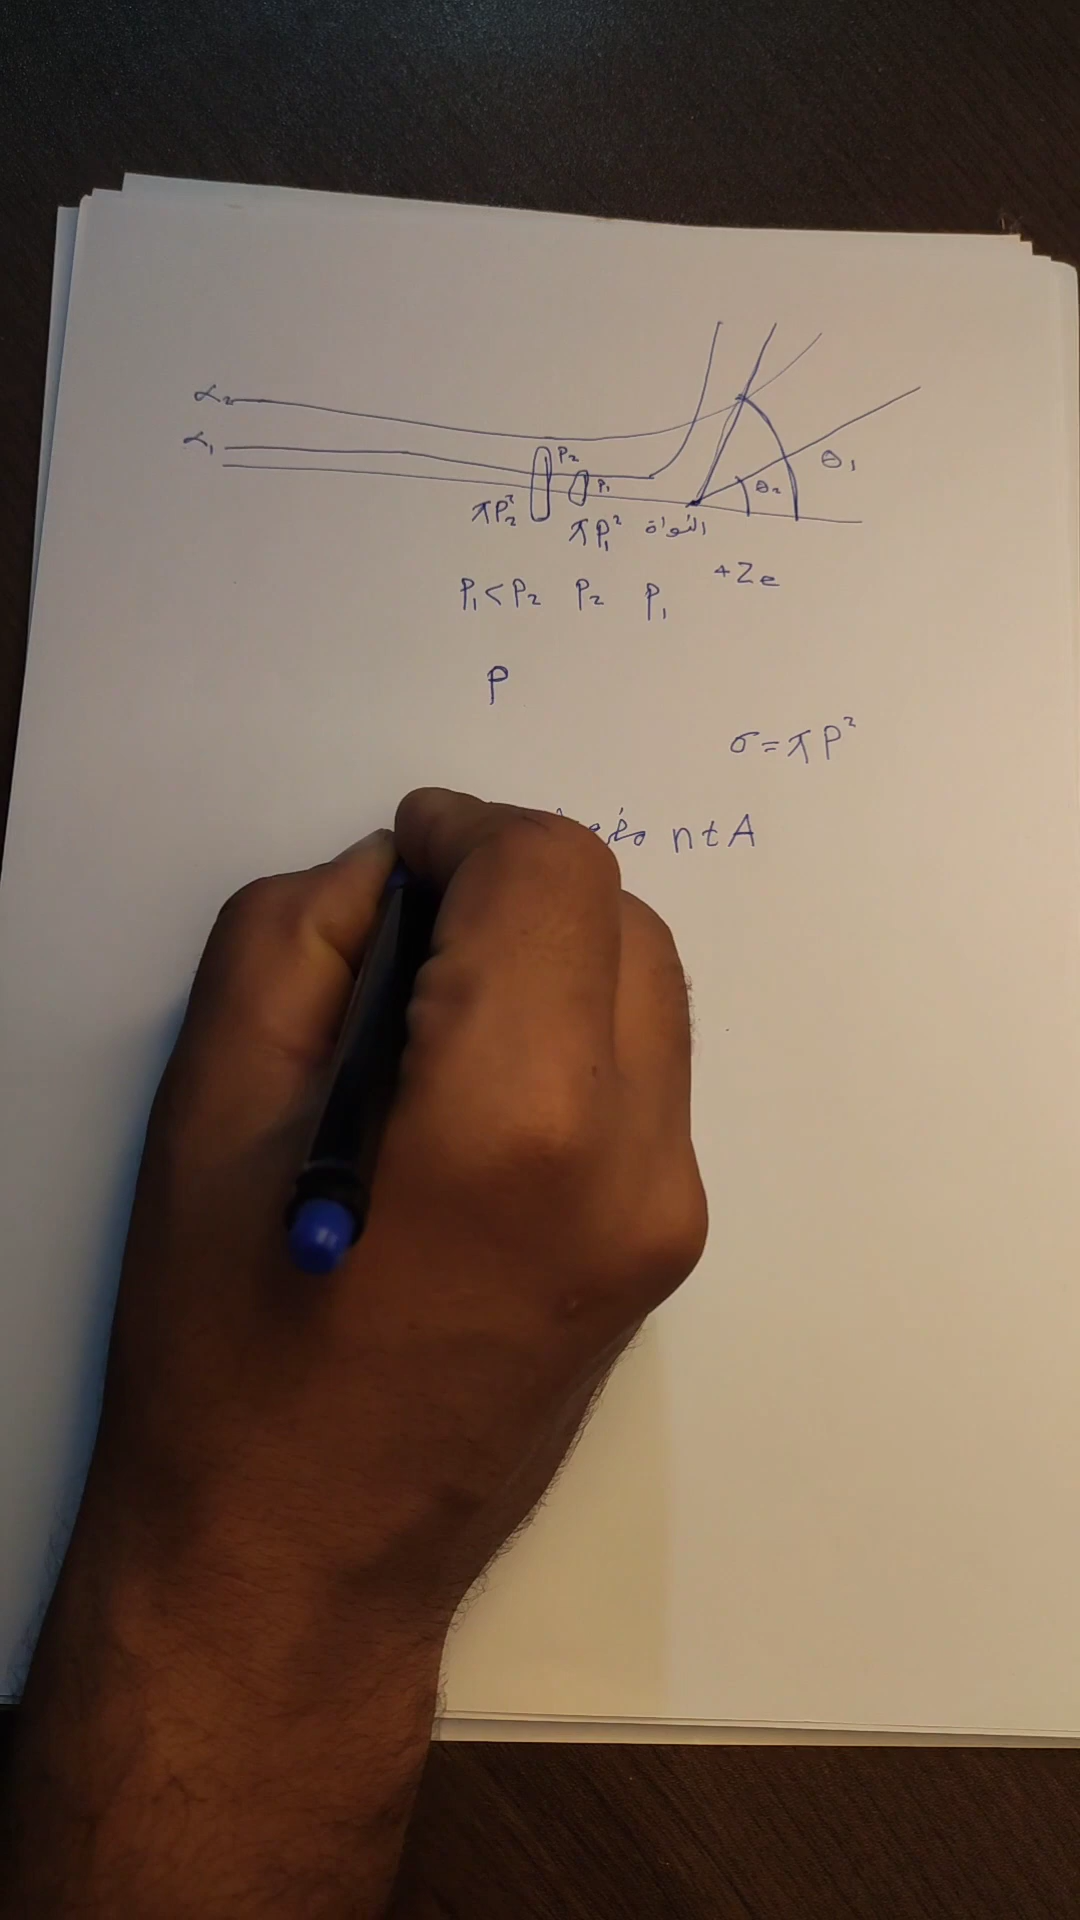 α₂
α₁
P₂
P₁
θ₁
θ₂
πP₂²
πP₁²
النواة
+Ze
P₁<P₂ P₂ P₁
P
σ=πP²
ntA